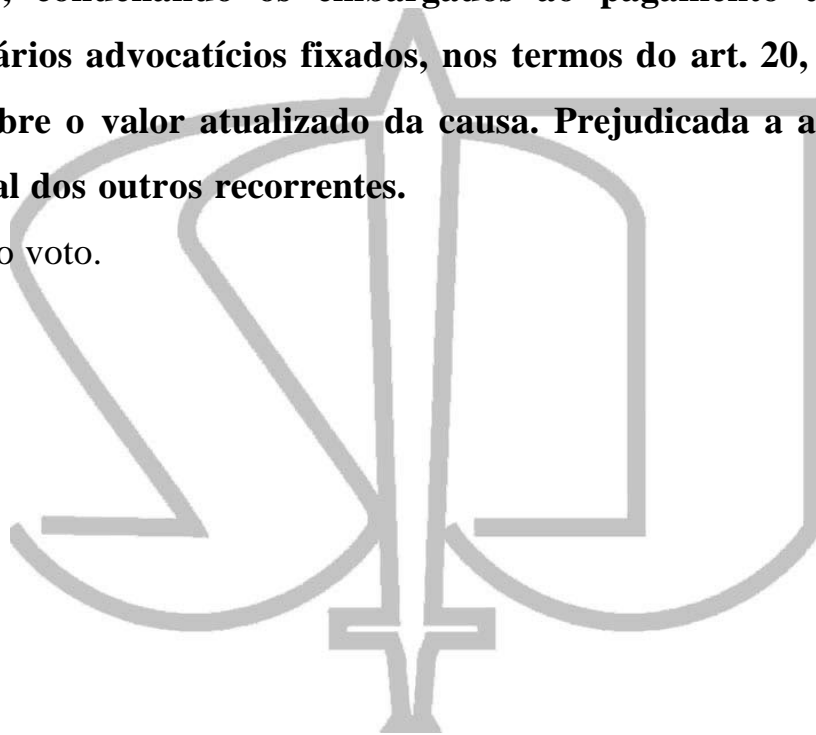 , condenando os embargados ao pagamento
ários advocatícios fixados, nos termos do art. 20,
bre o valor atualizado da causa. Prejudicada a a
al dos outros recorrentes.
o voto.